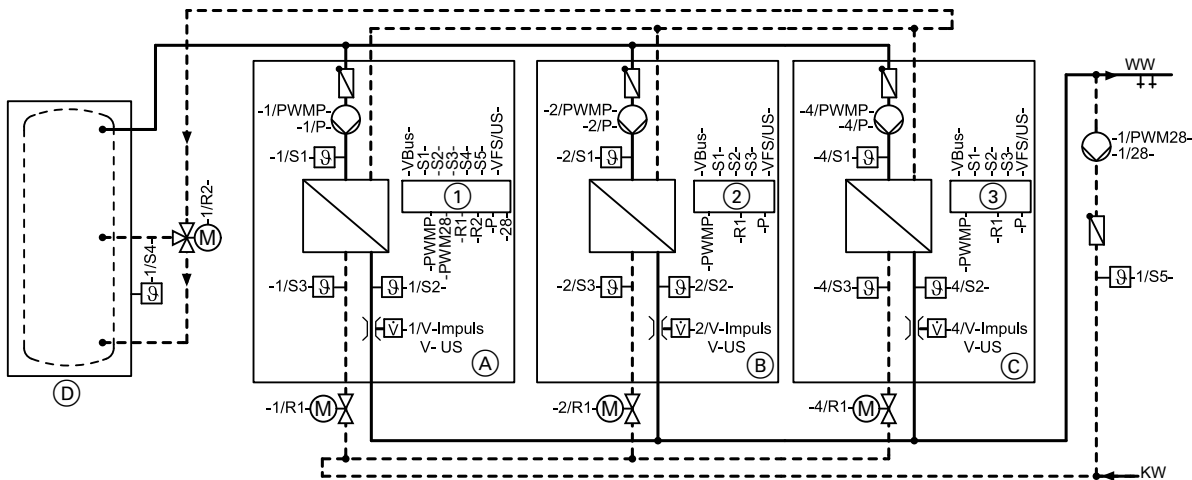 WW
-1/PWMP-
-1/P-
-1/S1-
-VBus-
-S1-
-S2-
-S3-
-S4-
-S5-
-VFS/US-
1
-PWMP-
-PWM28-
-R1-
-R2-
-P-
-28-
-1/S3-
-1/S2-
-1/V-Impuls
V- US
A
-1/R1-
M
-2/PWMP-
-2/P-
-2/S1-
-VBus-
-S1-
-S2-
-S3-
-VFS/US-
2
-PWMP-
-R1-
-P-
-2/S3-
-2/S2-
-2/V-Impuls
V-US
B
-2/R1-
M
-4/PWMP-
-4/P-
-4/S1-
-VBus-
-S1-
-S2-
-S3-
-VFS/US-
3
-PWMP-
-R1-
-P-
-4/S3-
-4/S2-
-4/V-Impuls
V-US
C
-4/R1-
M
-1/PWM28-
-1/28-
-1/S5-
KW
-1/R2-
M
-1/S4-
D
ϑ
ϑ
ϑ
ϑ
ϑ
ϑ
ϑ
ϑ
ϑ
ϑ
ϑ
V̇
V̇
V̇